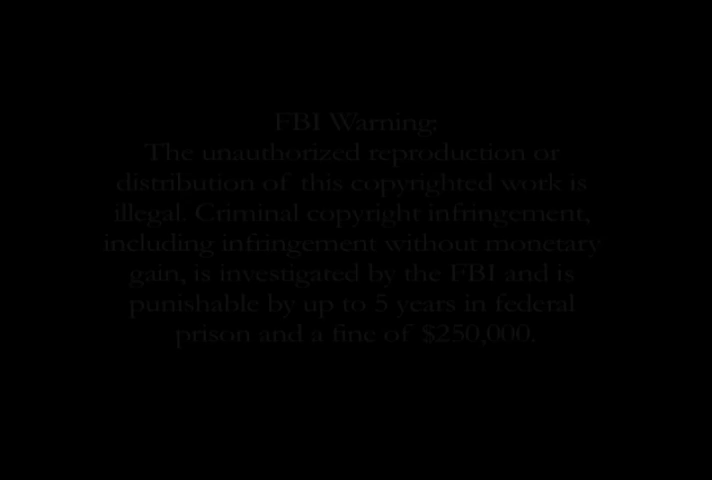 FBI Warning:
The unauthorized reproduction or
distribution of this copyrighted work is
illegal. Criminal copyright infringement,
including infringement without monetary
gain, is investigated by the FBI and is
punishable by up to 5 years in federal
prison and a fine of $250,000.